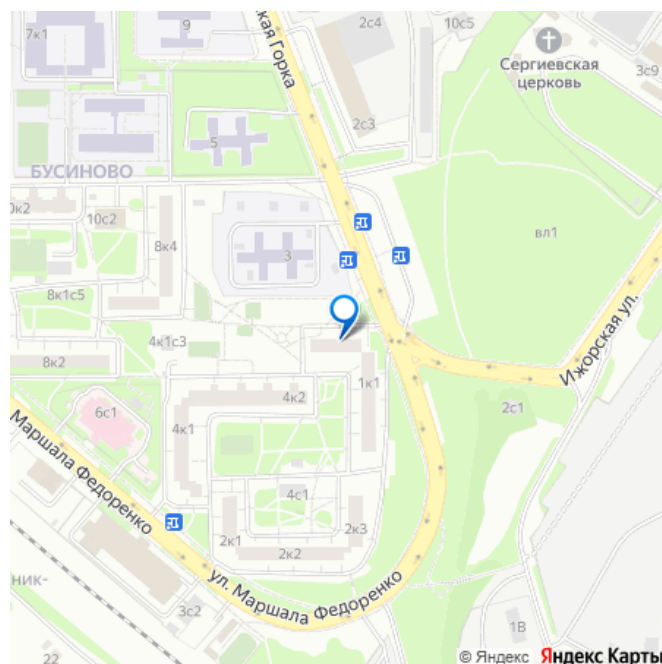 7к1
9
ская Горка
2с4
10с5
Сергиевская
церковь
3с9
2с3
5
БУСИНОВО
0к2
10с2
8к4
3
вл1
8к1с5
4к1с3
Ижорская ул.
8к2
1к1
4к2
6с1
4к1
2с1
Маршала Федоренко
4с1
2к3
2к1
2к2
ник-
ул. Маршала Федоренко
3с2
1В
22
© Яндекс Яндекс Карты